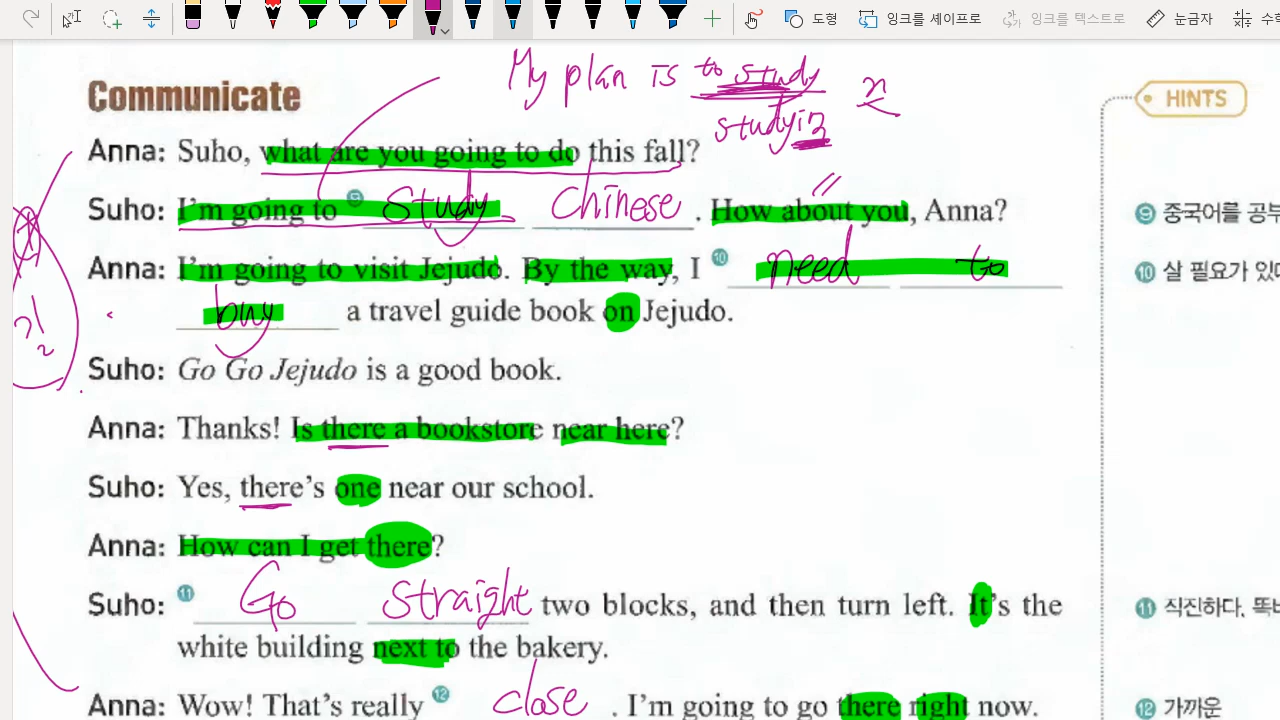 도형 잉크를 셰이프로 잉크를 텍스트로 눈금자
My plan is to study
studying
Communicate
HINTS
Anna: Suho, what are you going to do this fall?
Suho: I'm going to ⑨ study Chinese. How about you, Anna?
⑨ 중국어를
Anna: I'm going to visit Jejudo. By the way, I ⑩ need to
⑩ 살 필요가
buy a travel guide book on Jejudo.
Suho: Go Go Jejudo is a good book.
Anna: Thanks! Is there a bookstore near here?
Suho: Yes, there's one near our school.
Anna: How can I get there?
Suho: ⑪ Go straight two blocks, and then turn left. It's the
⑪ 직진하다,
white building next to the bakery.
Anna: Wow! That's really ⑫ close. I'm going to go there right now.
⑫ 가까운